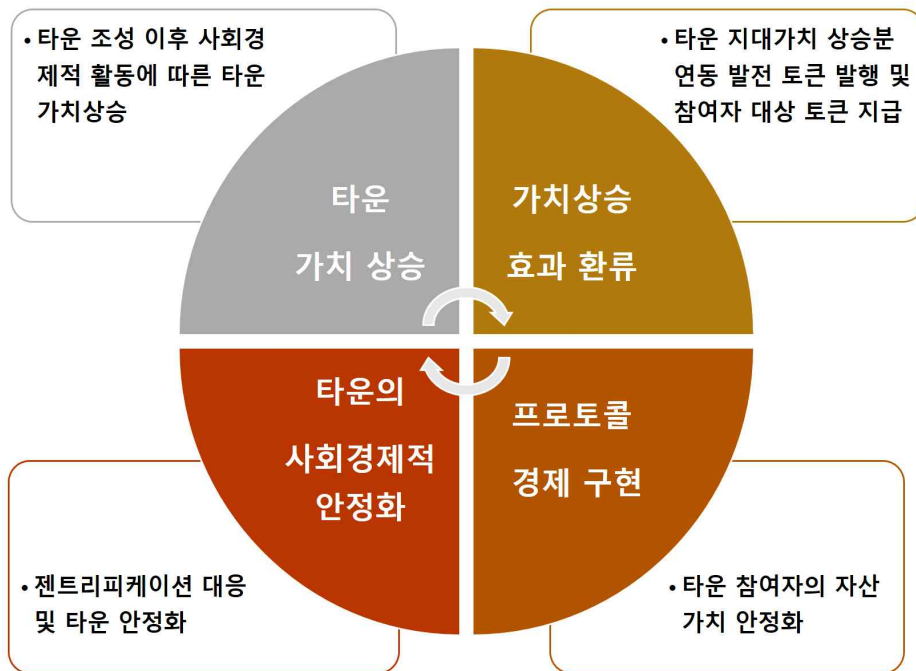 • 타운 조성 이후 사회경
제적 활동에 따른 타운
가치상승
• 타운 지대가치 상승분
연동 발전 토큰 발행 및
참여자 대상 토큰 지급
타운
가치 상승
가치상승
효과 환류
타운의
사회경제적
안정화
프로토콜
경제 구현
• 젠트리피케이션 대응
및 타운 안정화
• 타운 참여자의 자산
가치 안정화